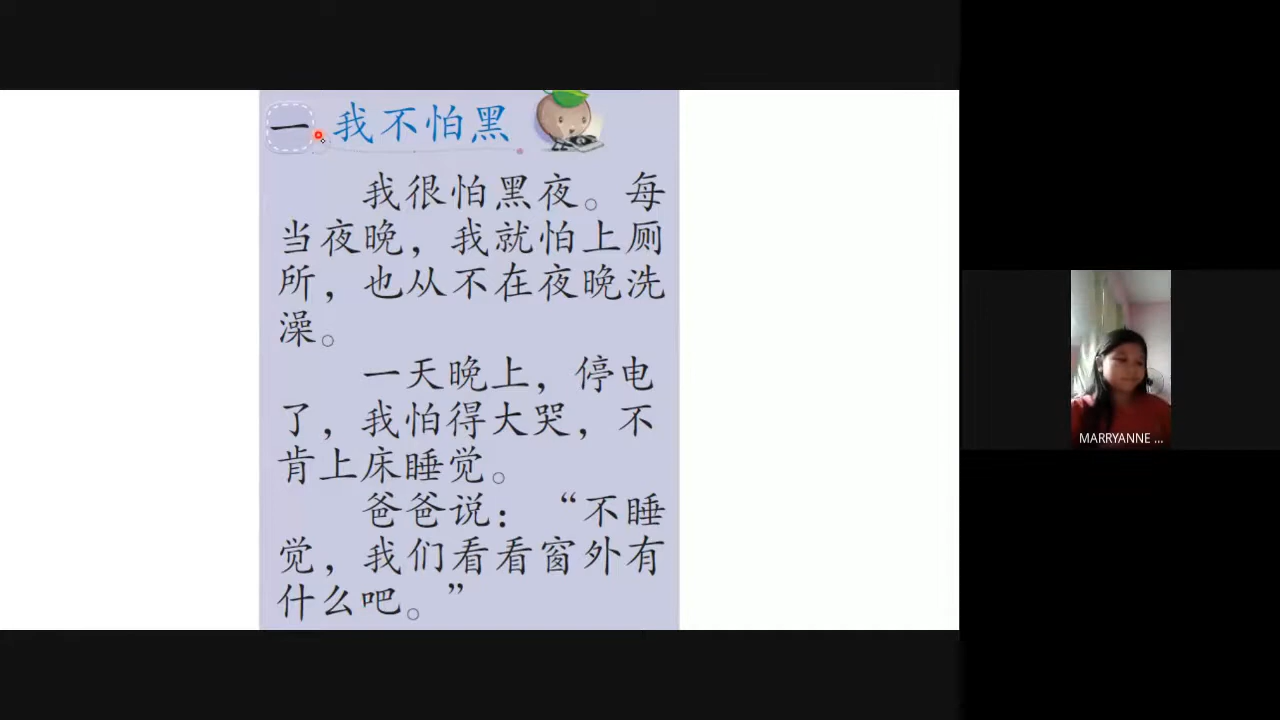 一 我不怕黑
我很怕黑夜。每
当夜晚，我就怕上厕
所，也从不在夜晚洗
澡。
一天晚上，停电
了，我怕得大哭，不
肯上床睡觉。
爸爸说：“不睡
觉，我们看看窗外有
什么吧。”
MARRYANNE ...